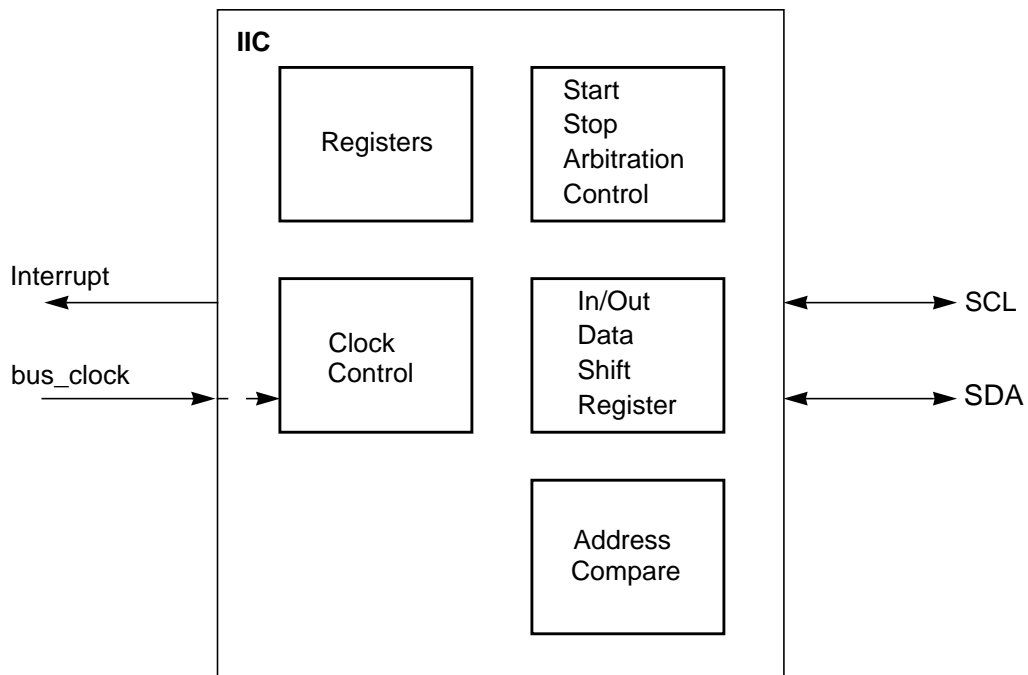 IIC
Registers
Start
Stop
Arbitration
Control
Interrupt
bus_clock
Clock
Control
In/Out
Data
Shift
Register
SCL
SDA
Address
Compare